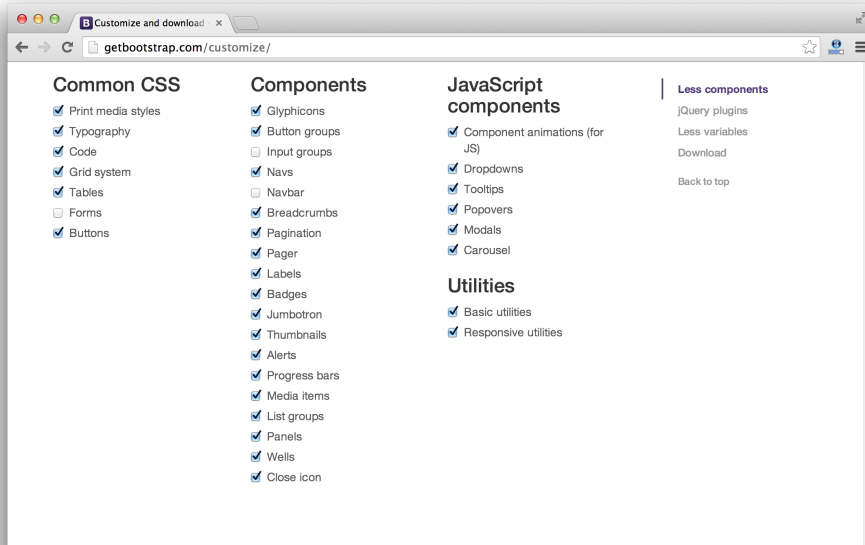 B Customize and download
getbootstrap.com/customize/
Common CSS
Print media styles
Typography
Code
Grid system
Tables
Forms
Buttons
Components
Glyphicons
Button groups
Input groups
Navs
Navbar
Breadcrumbs
Pagination
Pager
Labels
Badges
Jumbotron
Thumbnails
Alerts
Progress bars
Media items
List groups
Panels
Wells
Close icon
JavaScript
components
Component animations (for
JS)
Dropdowns
Tooltips
Popovers
Modals
Carousel
Utilities
Basic utilities
Responsive utilities
Less components
jQuery plugins
Less variables
Download
Back to top